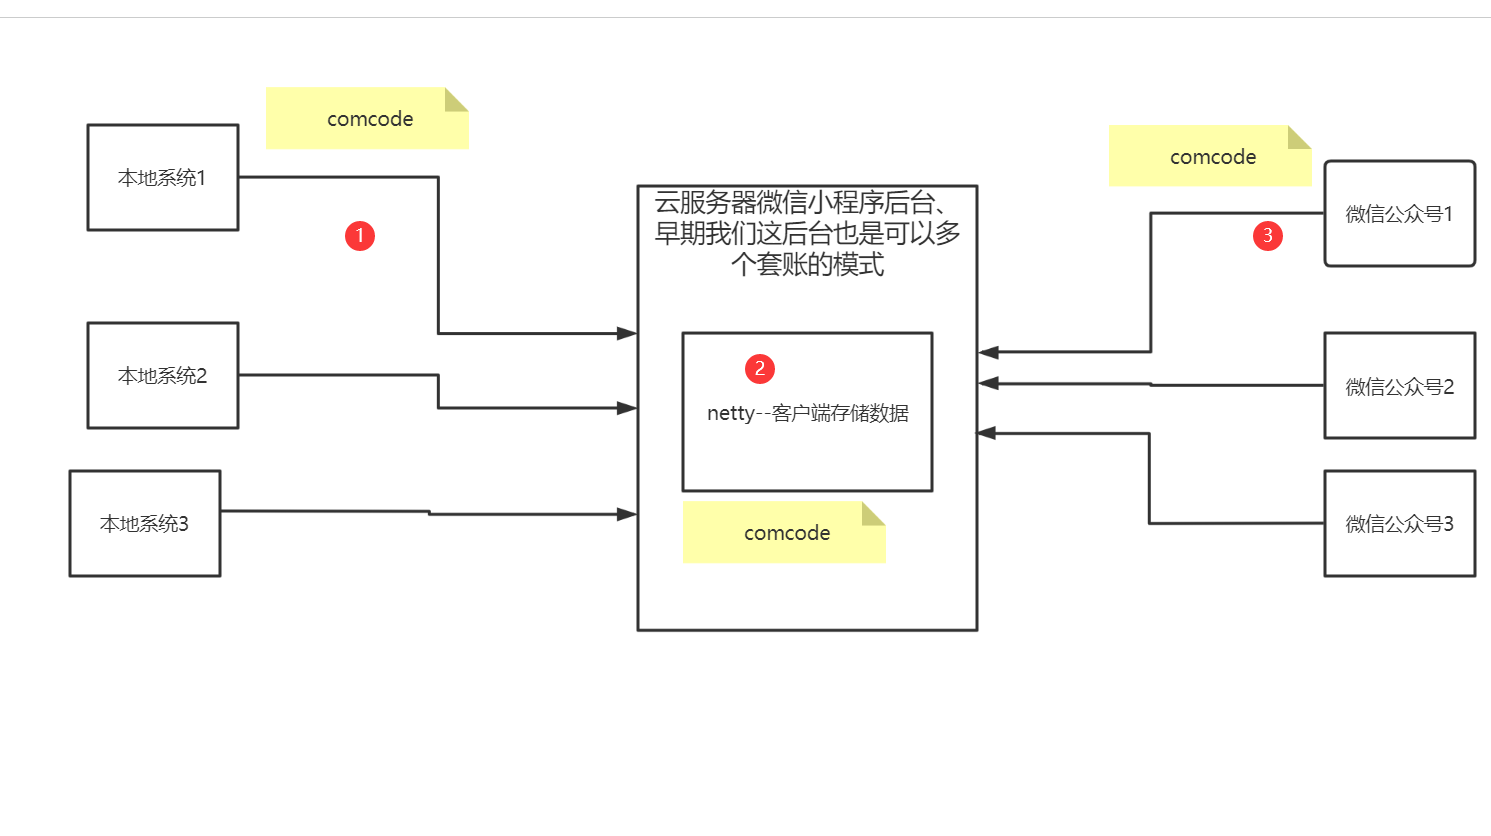 comcode
本地系统1
1
本地系统2
本地系统3
云服务器微信小程序后台、
早期我们这后台也是可以多
个套账的模式
2
netty--客户端存储数据
comcode
comcode
微信公众号1
3
微信公众号2
微信公众号3